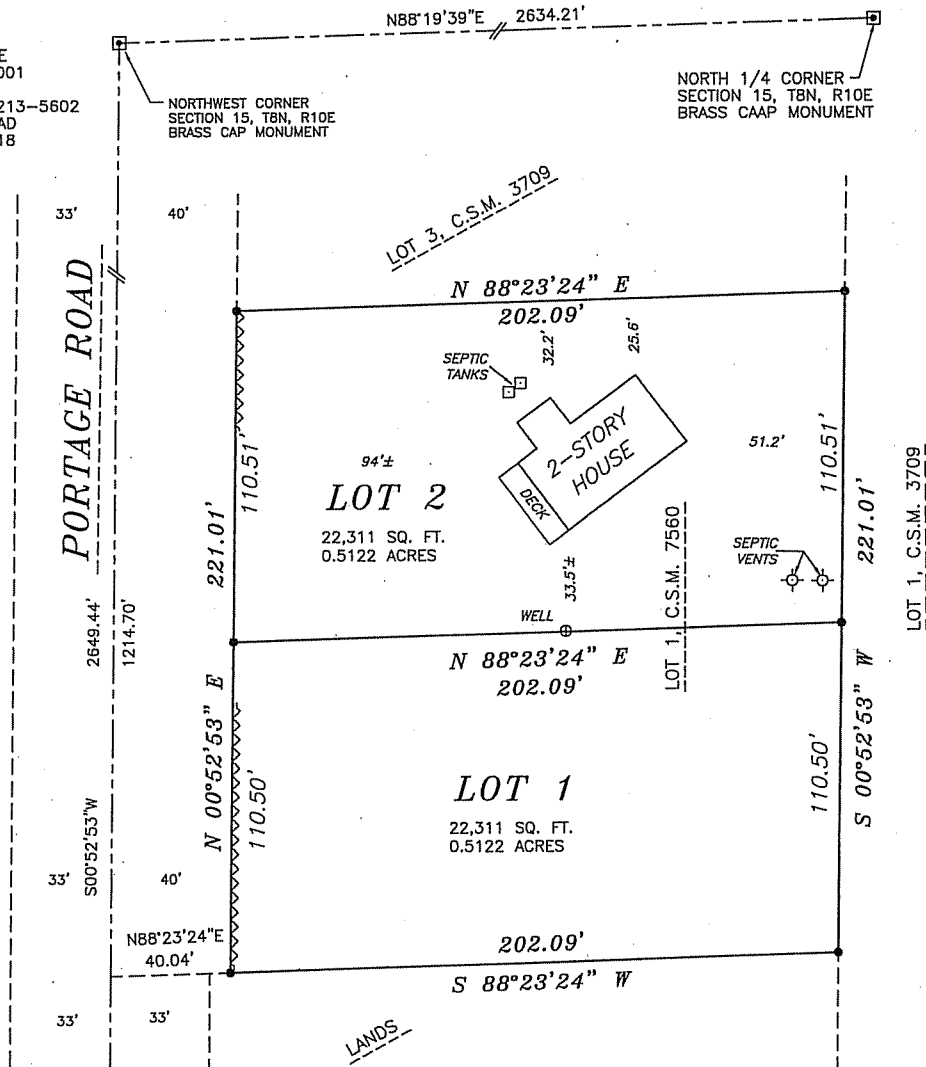 N88°19'39"E 2634.21'
E
001
213-5602
AD
18
NORTHWEST CORNER
SECTION 15, T8N, R10E
BRASS CAP MONUMENT
NORTH 1/4 CORNER
SECTION 15, T8N, R10E
BRASS CAAP MONUMENT
33'
40'
LOT 3, C.S.M. 3709
PORTAGE ROAD
N 88°23'24" E
202.09'
SEPTIC
TANKS
32.2'
25.6'
2-STORY
HOUSE
DECK
51.2'
110.51'
221.01'
94'±
LOT 2
22,311 SQ. FT.
0.5122 ACRES
110.51'
221.01'
LOT 1, C.S.M. 3709
SEPTIC
VENTS
33.5'±
LOT 1, C.S.M. 7560
WELL
2649.44'
1214.70'
N 88°23'24" E
202.09'
N 00°52'53" E
110.50'
LOT 1
22,311 SQ. FT.
0.5122 ACRES
110.50'
S 00°52'53" W
S00°52'53"W
33'
40'
N88°23'24"E
40.04'
202.09'
S 88°23'24" W
33'
33'
LANDS